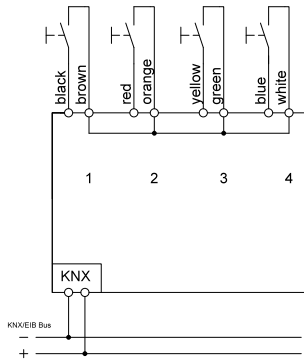 black
brown
red
orange
yellow
green
blue
white
1
2
3
4
KNX
KNX/EIB Bus
−
+